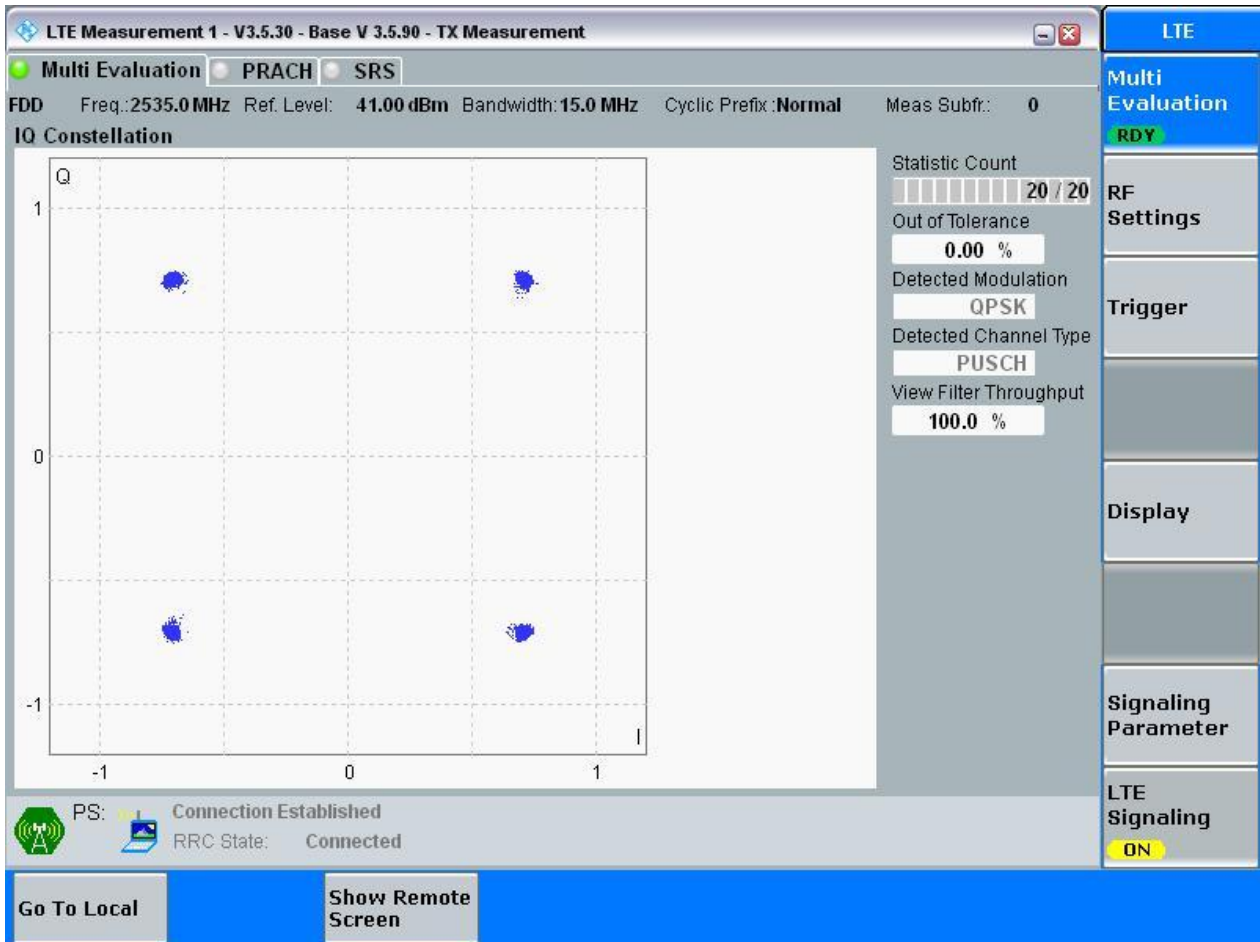 LTE Measurement 1 - V3.5.30 - Base V 3.5.90 - TX Measurement
LTE
Multi Evaluation PRACH SRS
Multi
Evaluation
RDY
FDD Freq.:2535.0 MHz Ref. Level: 41.00 dBm Bandwidth:15.0 MHz Cyclic Prefix :Normal Meas Subfr.: 0
IQ Constellation
Q
1
0
-1
I
-1 0 1
Statistic Count
20 / 20
Out of Tolerance
0.00 %
Detected Modulation
QPSK
Detected Channel Type
PUSCH
View Filter Throughput
100.0 %
RF
Settings
Trigger
Display
Signaling
Parameter
LTE
Signaling
ON
PS: Connection Established
RRC State: Connected
Go To Local
Show Remote
Screen